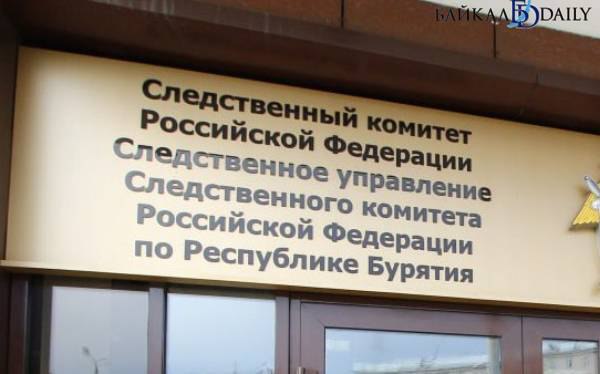 БАЙКАЛ DAILY
Следственный комитет
Российской Федерации
Следственное управление
Следственного комитета
Российской Федерации
по Республике Бурятия